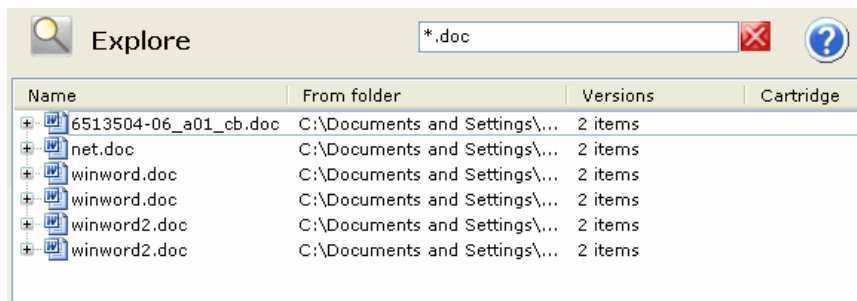 Explore *.doc
Name From folder Versions Cartridge
6513504-06_a01_cb.doc C:\Documents and Settings\... 2 items
net.doc C:\Documents and Settings\... 2 items
winword.doc C:\Documents and Settings\... 2 items
winword.doc C:\Documents and Settings\... 2 items
winword2.doc C:\Documents and Settings\... 2 items
winword2.doc C:\Documents and Settings\... 2 items